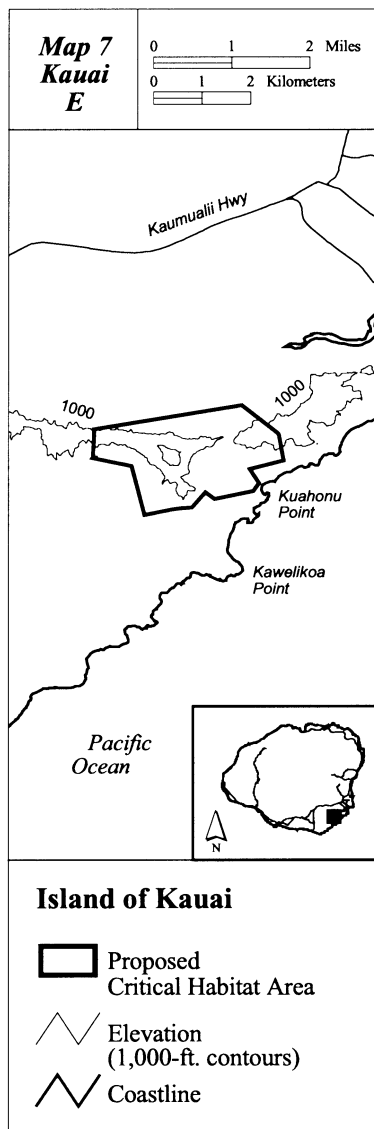 Map 7
Kauai
E
0 1 2 Miles
0 1 2 Kilometers
Kaumualii Hwy
1000
1000
Kuahonu
Point
Kawelikoa
Point
Pacific
Ocean
N
Island of Kauai
Proposed
Critical Habitat Area
Elevation
(1,000-ft. contours)
Coastline